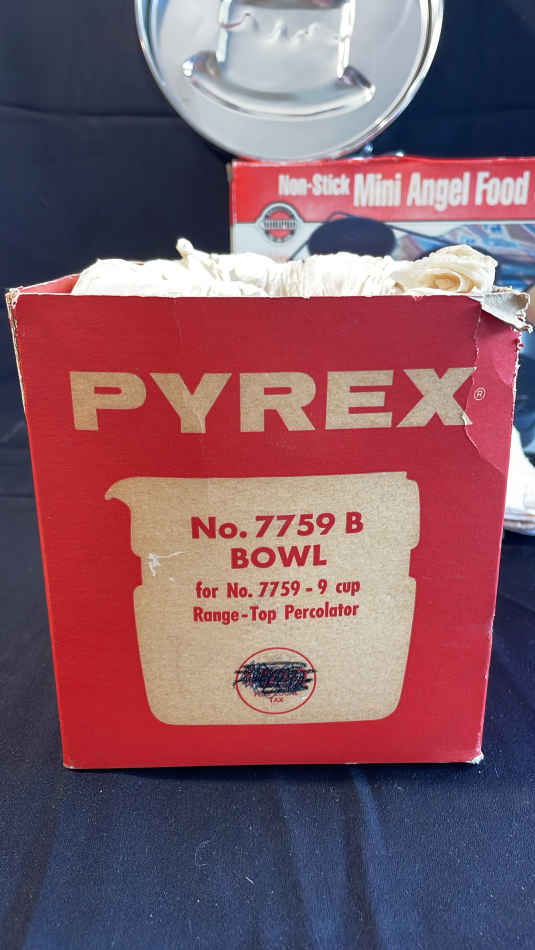 Non-Stick Mini Angel Food
PYREX®
No. 7759 B
BOWL
for No. 7759 - 9 cup
Range-Top Percolator
TAX